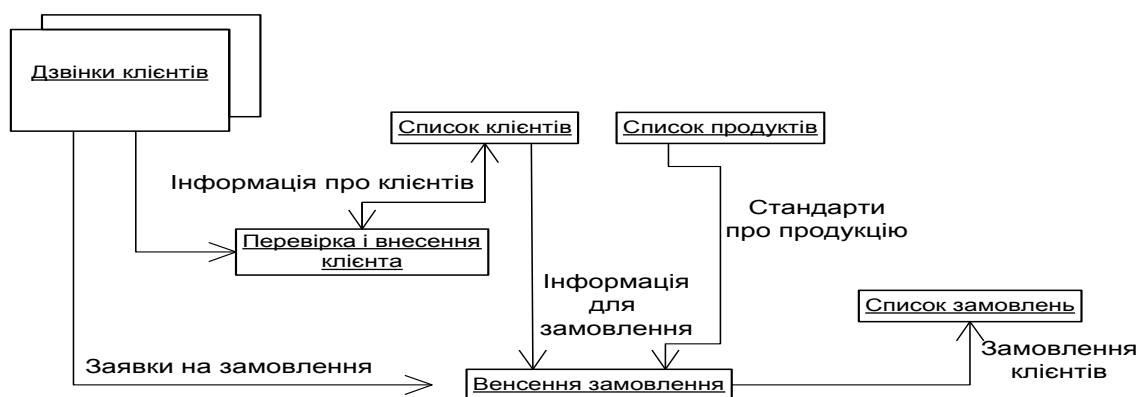 Дзвінки клієнтів
Список клієнтів
Список продуктів
Інформація про клієнтів
Стандарти
про продукцію
Перевірка і внесення
клієнта
Інформація
для
замовлення
Список замовлень
Замовлення
клієнтів
Заявки на замовлення
Венсення замовлення